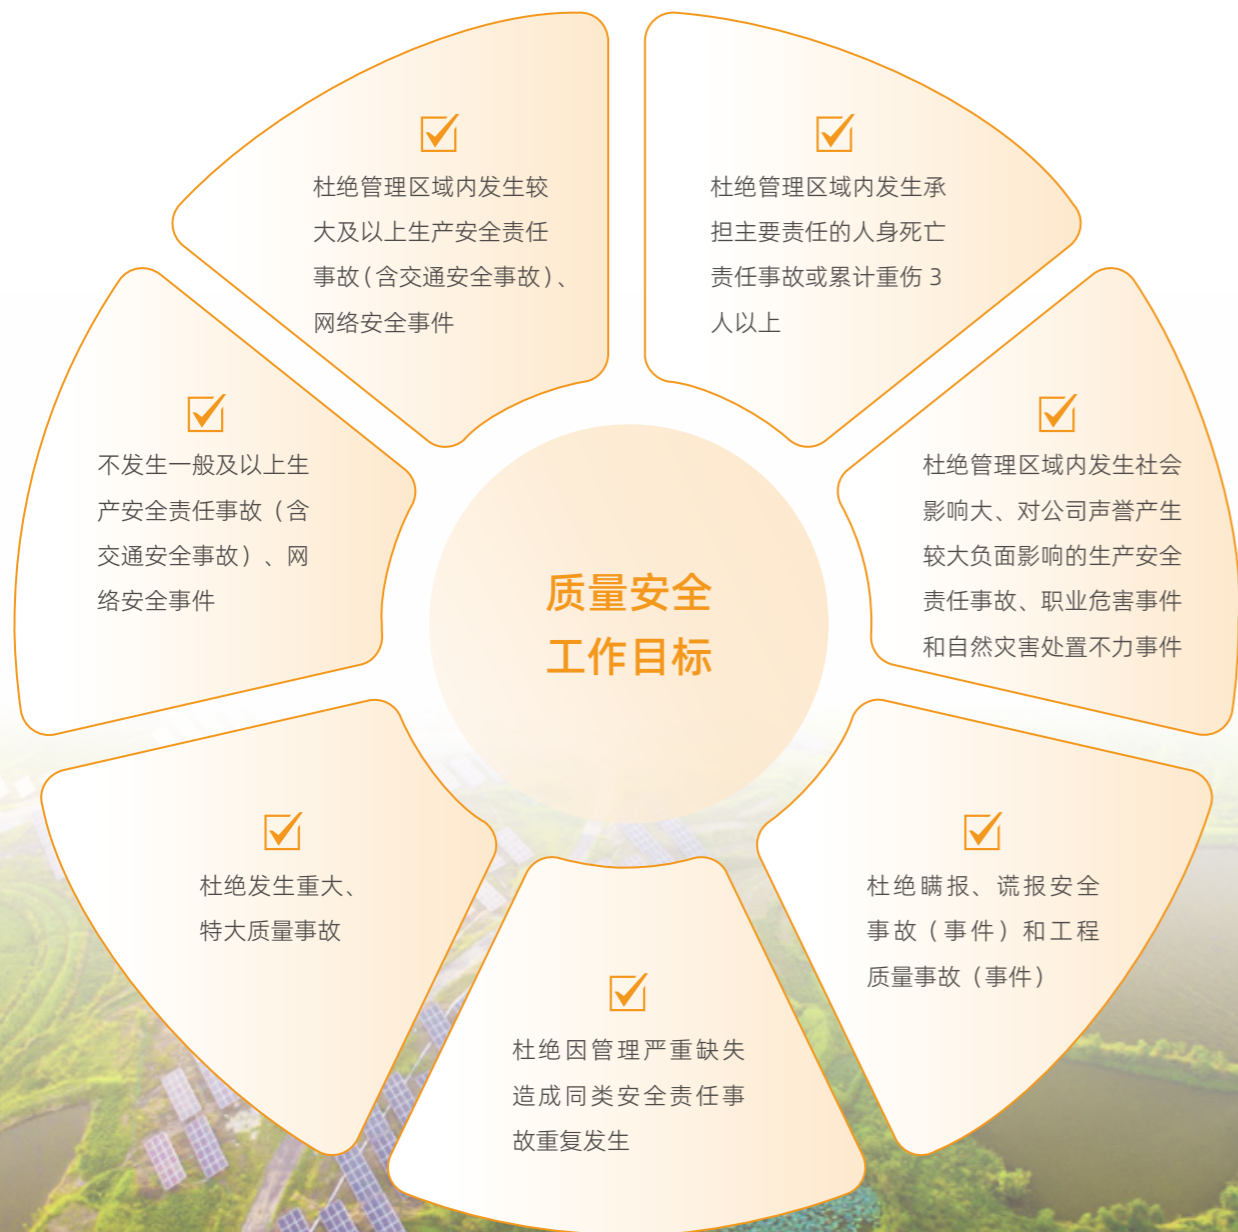 杜绝管理区域内发生较
大及以上生产安全责任
事故(含交通安全事故)、
网络安全事件
杜绝管理区域内发生承
担主要责任的人身死亡
责任事故或累计重伤 3
人以上
不发生一般及以上生
产安全责任事故（含
交通安全事故）、网
络安全事件
杜绝管理区域内发生社会
影响大、对公司声誉产生
较大负面影响的生产安全
责任事故、职业危害事件
和自然灾害处置不力事件
质量安全
工作目标
杜绝发生重大、
特大质量事故
杜绝瞒报、谎报安全
事故（事件）和工程
质量事故（事件）
杜绝因管理严重缺失
造成同类安全责任事
故重复发生